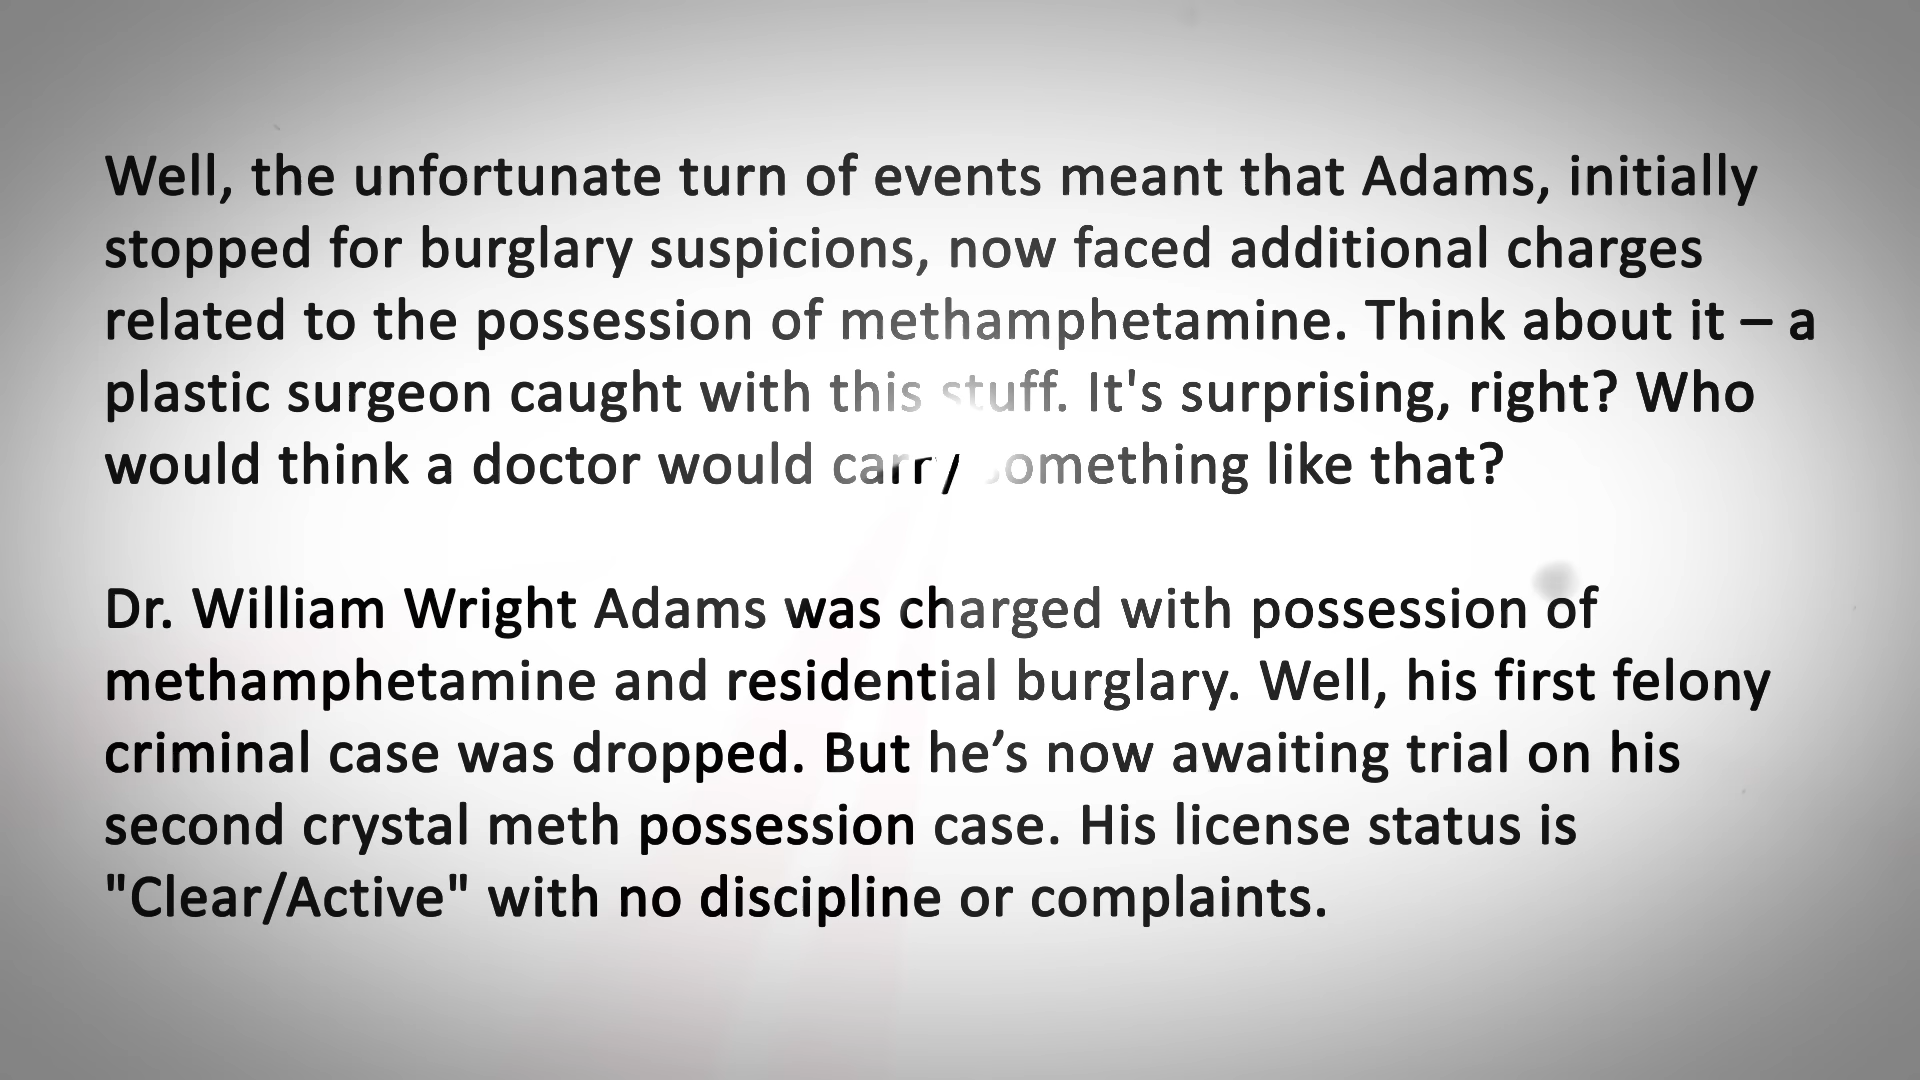 Well, the unfortunate turn of events meant that Adams, initially
stopped for burglary suspicions, now faced additional charges
related to the possession of methamphetamine. Think about it – a
plastic surgeon caught with this stuff. It's surprising, right? Who
would think a doctor would carry something like that?
Dr. William Wright Adams was charged with possession of
methamphetamine and residential burglary. Well, his first felony
criminal case was dropped. But he’s now awaiting trial on his
second crystal meth possession case. His license status is
"Clear/Active" with no discipline or complaints.